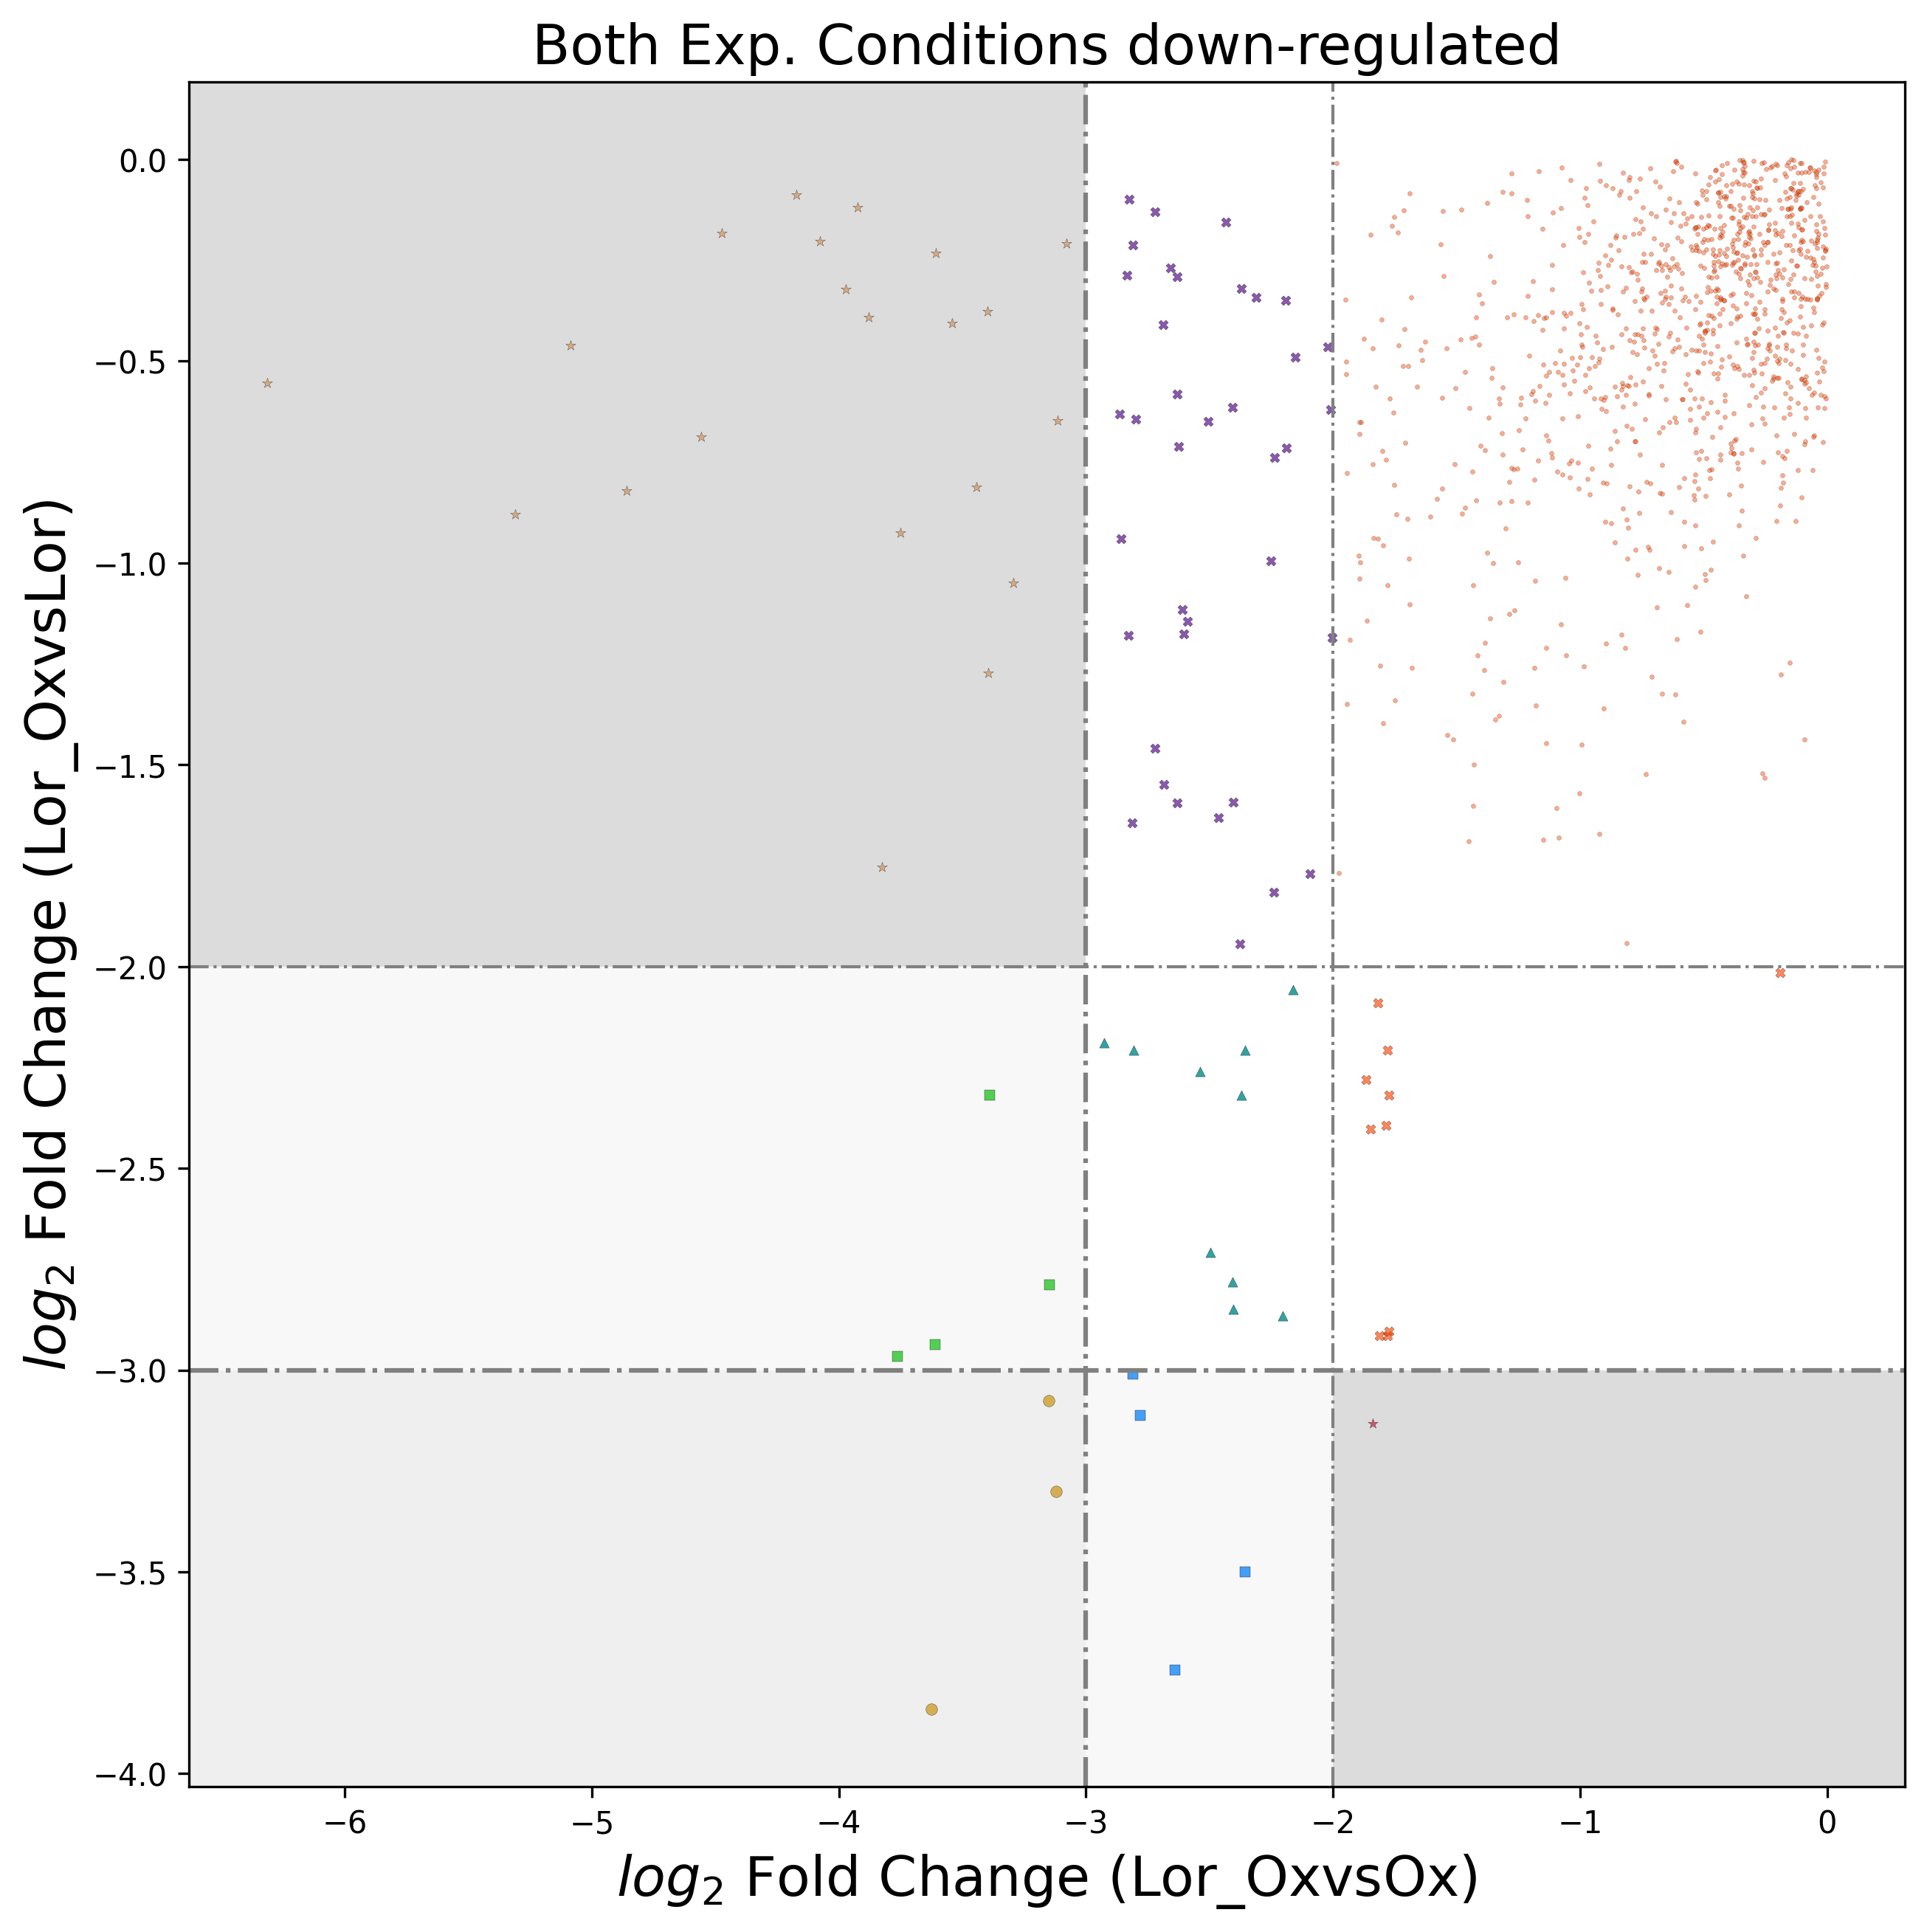 Both Exp. Conditions down-regulated
log₂ Fold Change (Lor_OxvsLor)
0.0
−0.5
−1.0
−1.5
−2.0
−2.5
−3.0
−3.5
−4.0
−6 −5 −4 −3 −2 −1 0
log₂ Fold Change (Lor_OxvsOx)